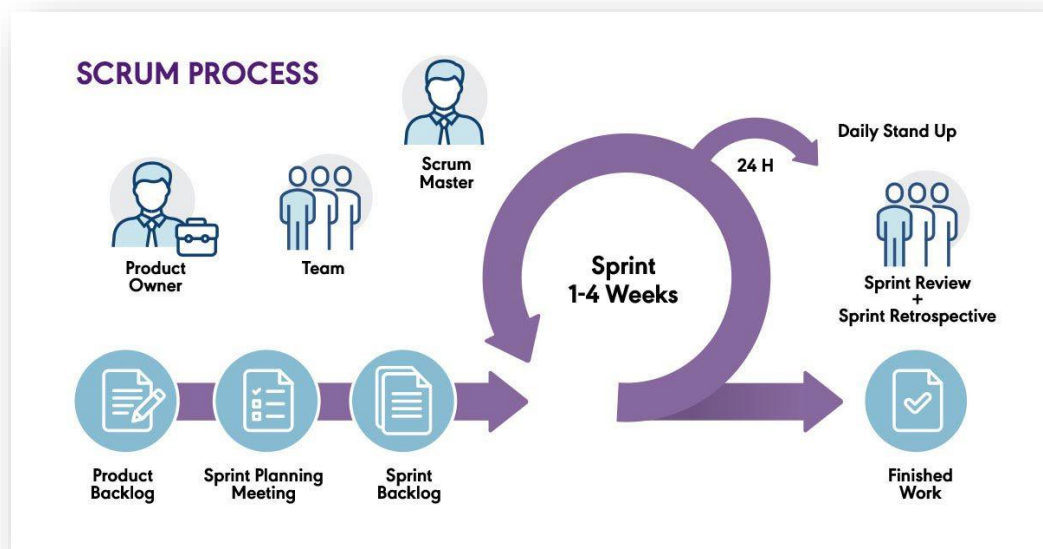 SCRUM PROCESS
Scrum
Master
Product
Owner
Team
Daily Stand Up
24 H
Sprint
1-4 Weeks
Sprint Review
+
Sprint Retrospective
Product
Backlog
Sprint Planning
Meeting
Sprint
Backlog
Finished
Work